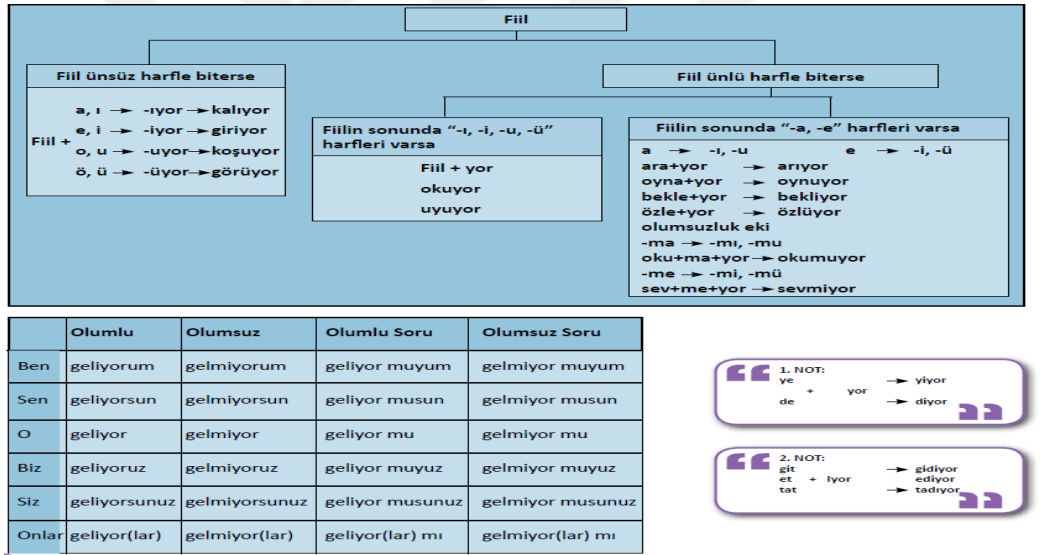 Fiil
Fiil ünsüz harfle biterse
Fiil +
a, ı → -ıyor → kalıyor
e, i → -iyor → giriyor
o, u → -uyor → koşuyor
ö, ü → -üyor → görüyor
Fiil ünlü harfle biterse
Fiilin sonunda “-ı, -i, -u, -ü”
harfleri varsa
Fiil + yor
okuyor
uyuyor
Fiilin sonunda “-a, -e” harfleri varsa
a → -ı, -u e → -i, -ü
ara+yor → arıyor
oyna+yor → oynuyor
bekle+yor → bekliyor
özle+yor → özlüyor
olumsuzluk eki
-ma → -mı, -mu
oku+ma+yor → okumuyor
-me → -mi, -mü
sev+me+yor → sevmiyor
Olumlu Olumsuz Olumlu Soru Olumsuz Soru
Ben geliyorum gelmiyorum geliyor muyum gelmiyor muyum
Sen geliyorsun gelmiyorsun geliyor musun gelmiyor musun
O geliyor gelmiyor geliyor mu gelmiyor mu
Biz geliyoruz gelmiyoruz geliyor muyuz gelmiyor muyuz
Siz geliyorsunuz gelmiyorsunuz geliyor musunuz gelmiyor musunuz
Onlar geliyor(lar) gelmiyor(lar) geliyor(lar) mı gelmiyor(lar) mı
1. NOT:
ye → yiyor
+ yor
de → diyor
2. NOT:
git → gidiyor
et + Iyor ediyor
tat → tadıyor